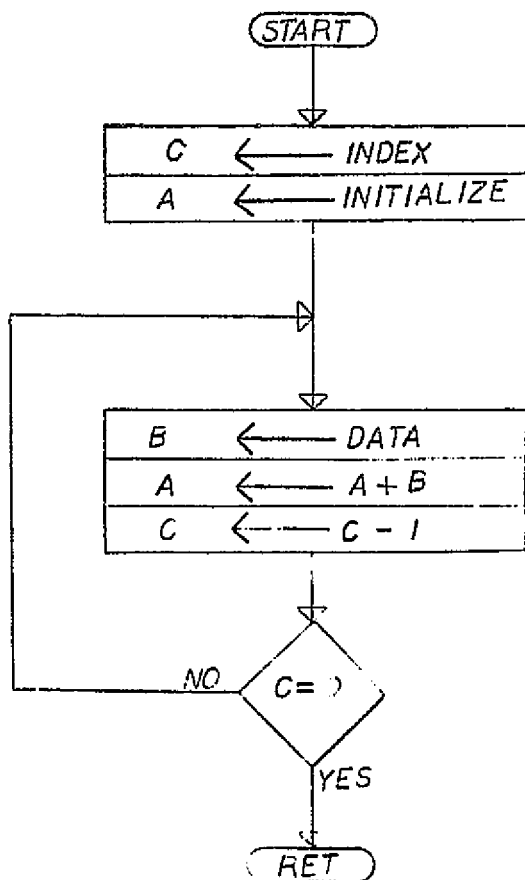 START
C ← INDEX
A ← INITIALIZE
B ← DATA
A ← A + B
C ← C - 1
C =
NO
YES
RET